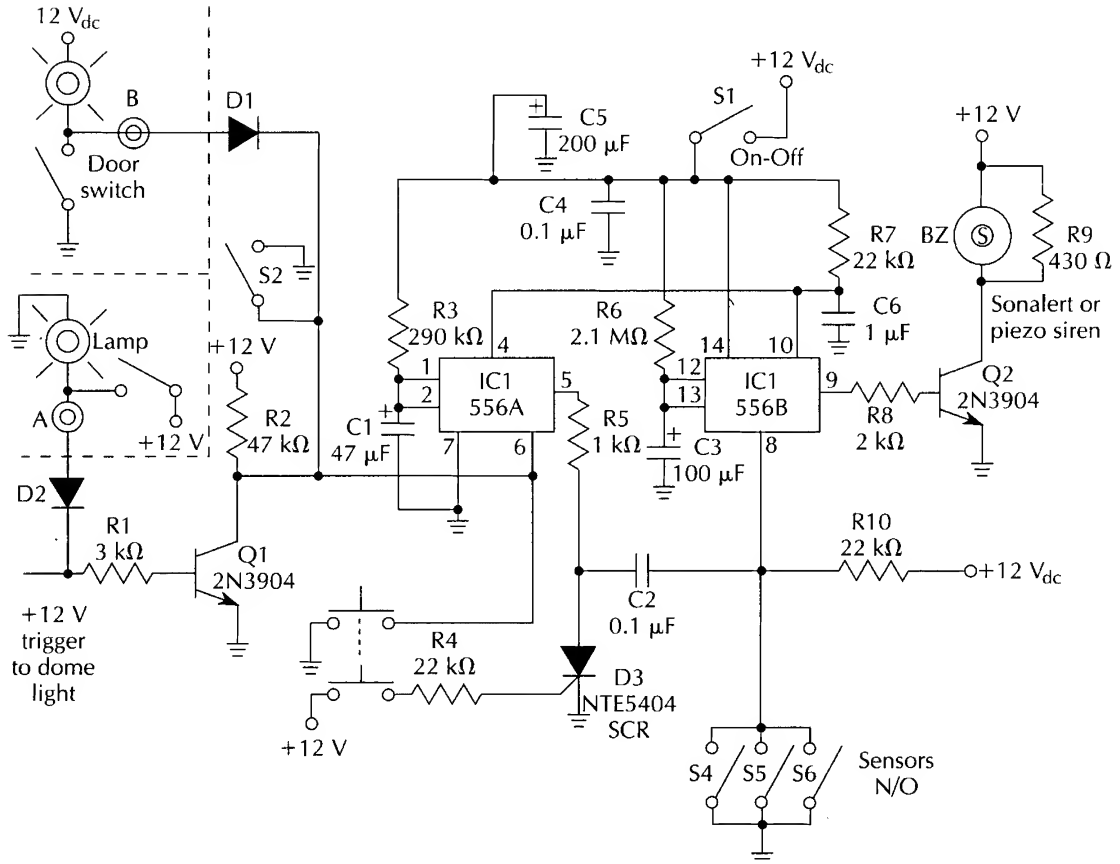 12 Vdc
B
D1
Door
switch
S2
Lamp
A
+12 V
+12 V
R2
47 kΩ
D2
R1
3 kΩ
Q1
2N3904
+12 V
trigger
to dome
light
C5
200 μF
+
S1
+12 Vdc
On-Off
C4
0.1 μF
R3
290 kΩ
R6
2.1 MΩ
R7
22 kΩ
C6
1 μF
+12 V
BZ
S
R9
430 Ω
Sonalert or
piezo siren
4
1
2
5
7
6
IC1
556A
14
10
12
13
9
8
IC1
556B
+
C1
47 μF
R5
1 kΩ
+
C3
100 μF
R8
2 kΩ
Q2
2N3904
R10
22 kΩ
+12 Vdc
C2
0.1 μF
R4
22 kΩ
+12 V
D3
NTE5404
SCR
S4
S5
S6
Sensors
N/O